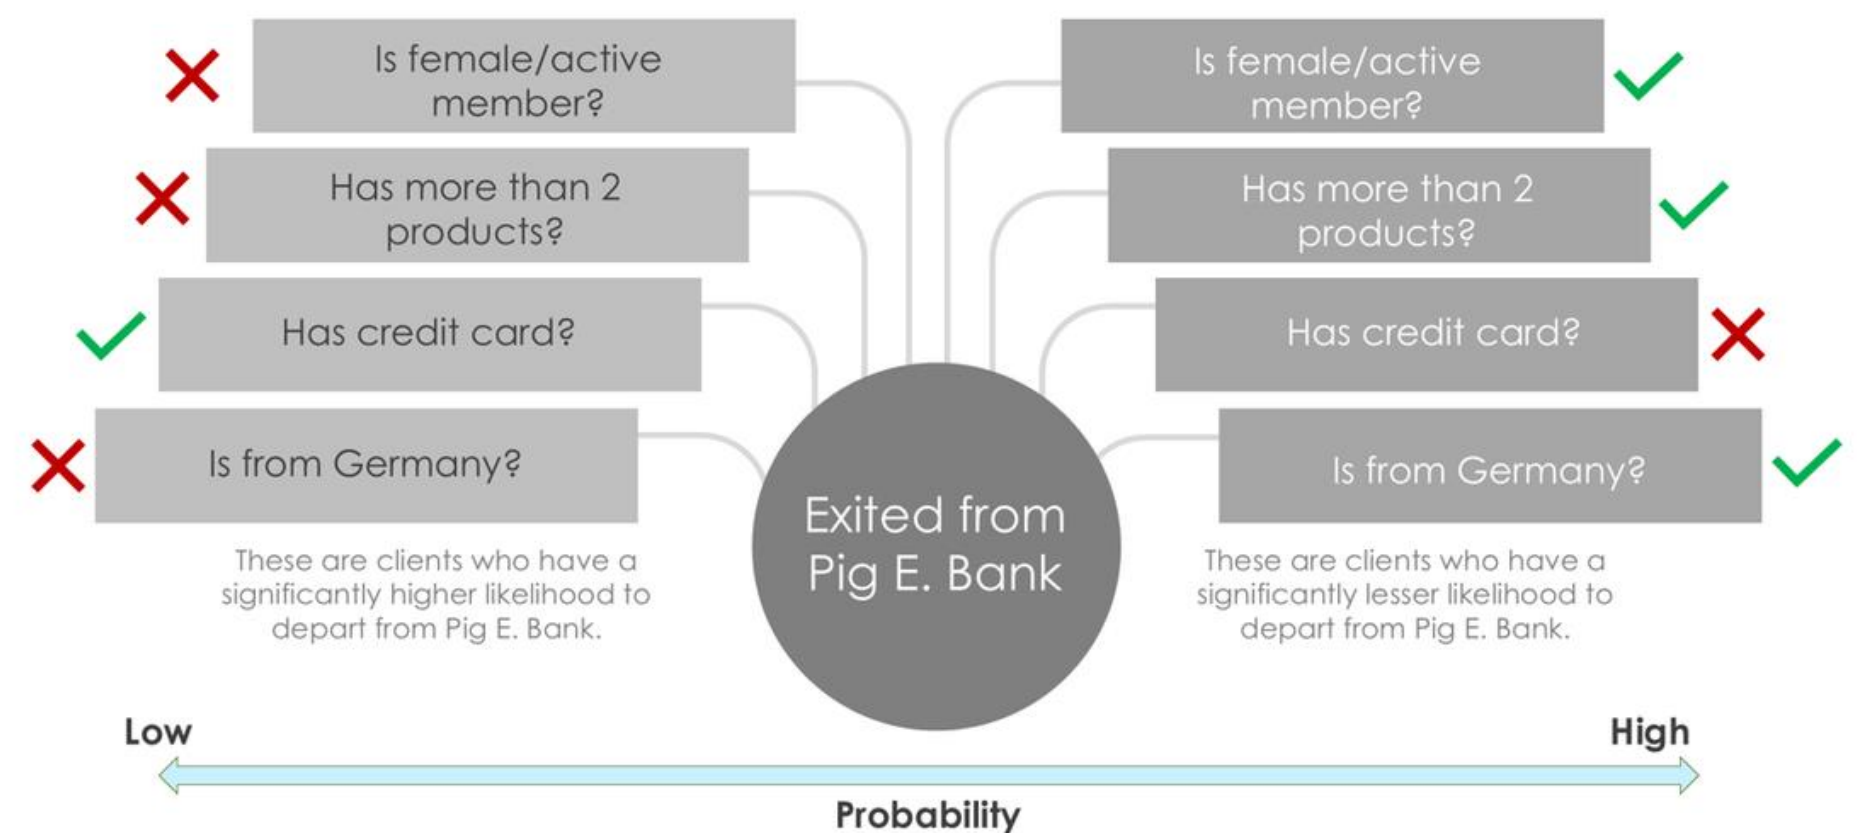 Is female/active
member?
Has more than 2
products?
Has credit card?
Is from Germany?
These are clients who have a
significantly higher likelihood to
depart from Pig E. Bank.
Exited from
Pig E. Bank
Is female/active
member?
Has more than 2
products?
Has credit card?
Is from Germany?
These are clients who have a
significantly lesser likelihood to
depart from Pig E. Bank.
Low
High
Probability